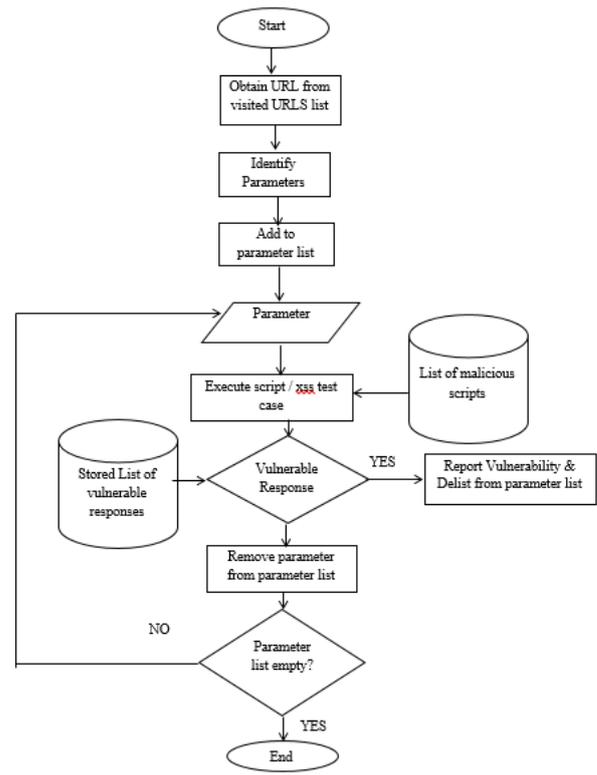 Start
Obtain URL from
visited URLS list
Identify
Parameters
Add to
parameter list
Parameter
Execute script / xss test
case
List of malicious
scripts
Stored List of
vulnerable
responses
Vulnerable
Response
YES
Report Vulnerability &
Delist from parameter list
Remove parameter
from parameter list
NO
Parameter
list empty?
YES
End